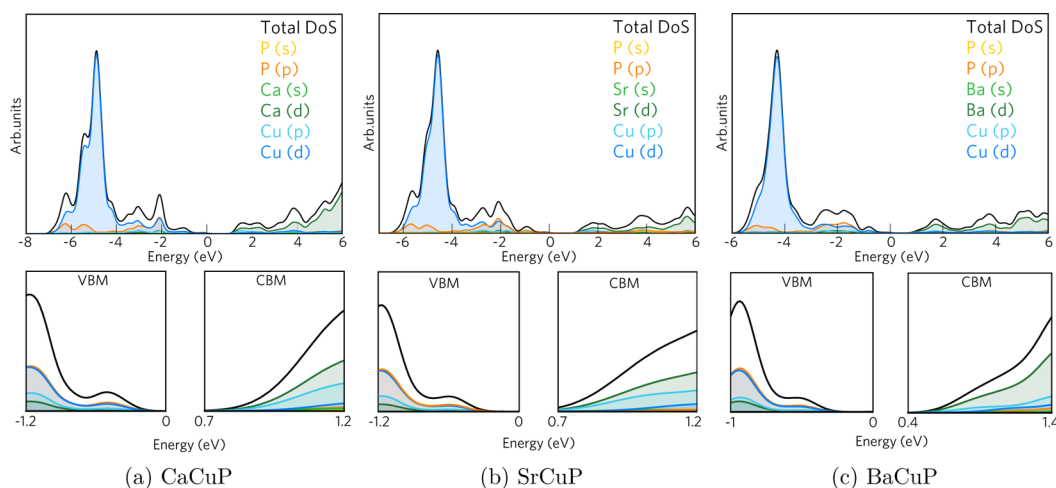 Total DoS
P (s)
P (p)
Ca (s)
Ca (d)
Cu (p)
Cu (d)
Arb.units
-8 -6 -4 -2 0 2 4 6
Energy (eV)
VBM
-1.2 0
CBM
0.7 1.2
Energy (eV)
(a) CaCuP
Total DoS
P (s)
P (p)
Sr (s)
Sr (d)
Cu (p)
Cu (d)
Arb.units
-6 -4 -2 0 2 4 6
Energy (eV)
VBM
-1.2 0
CBM
0.7 1.2
Energy (eV)
(b) SrCuP
Total DoS
P (s)
P (p)
Ba (s)
Ba (d)
Cu (p)
Cu (d)
Arb.units
-6 -4 -2 0 2 4 6
Energy (eV)
VBM
-1 0
CBM
0.4 1.4
Energy (eV)
(c) BaCuP